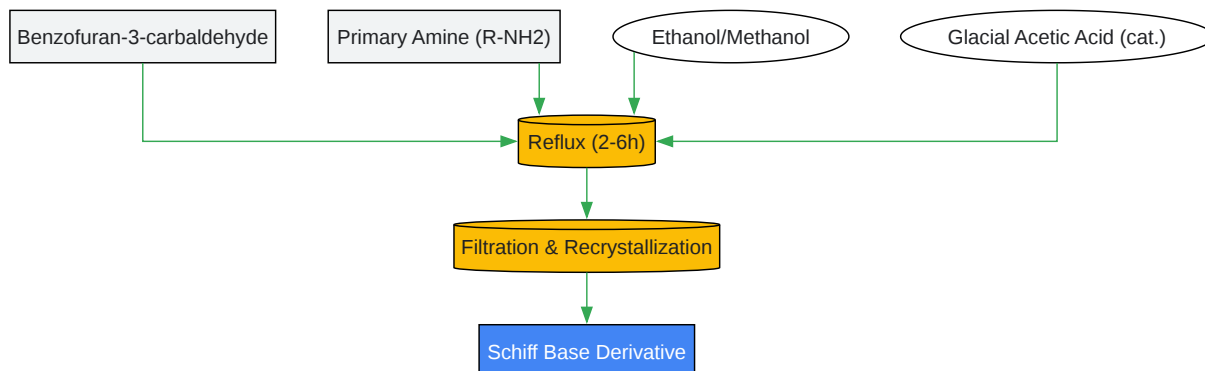 Benzofuran-3-carbaldehyde
Primary Amine (R-NH2)
Ethanol/Methanol
Glacial Acetic Acid (cat.)
Reflux (2-6h)
Filtration & Recrystallization
Schiff Base Derivative